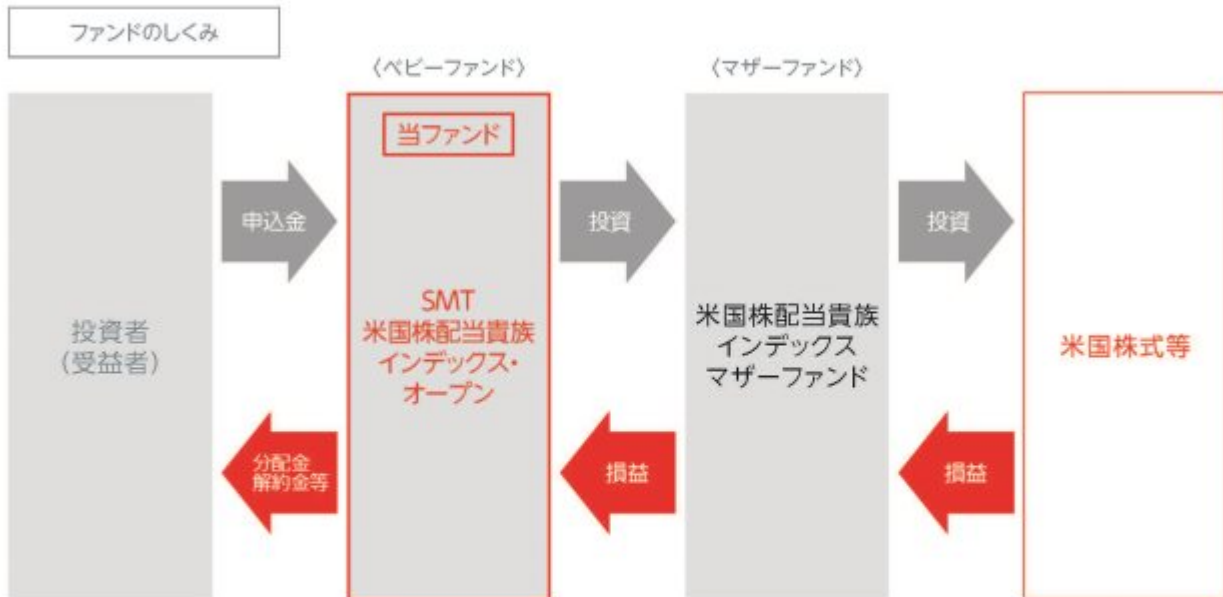 ファンドのしくみ
〈ベビーファンド〉
〈マザーファンド〉
当ファンド
申込金
投資
投資
投資者
(受益者)
SMT
米国株配当貴族
インデックス・
オープン
米国株配当貴族
インデックス
マザーファンド
米国株式等
分配金
解約金等
損益
損益